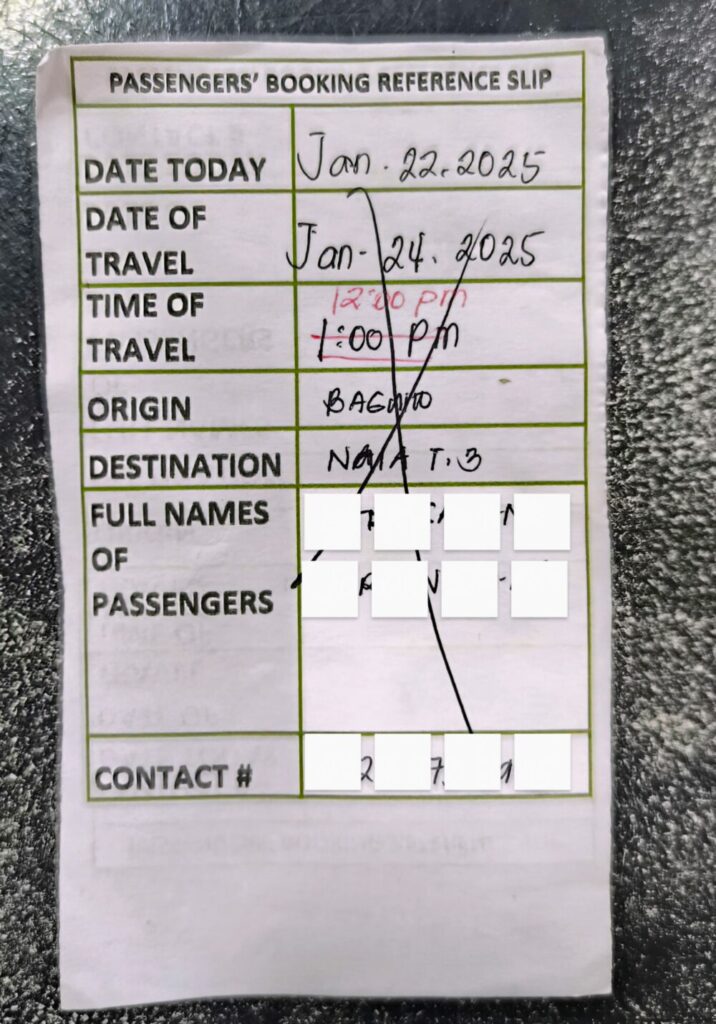 PASSENGERS' BOOKING REFERENCE SLIP
DATE TODAY Jan. 22. 2025
DATE OF TRAVEL Jan- 24. 2025
TIME OF TRAVEL 12:00 pm
1:00 pm
ORIGIN BAGUIO
DESTINATION NAIA T.3
FULL NAMES
OF
PASSENGERS
CONTACT #